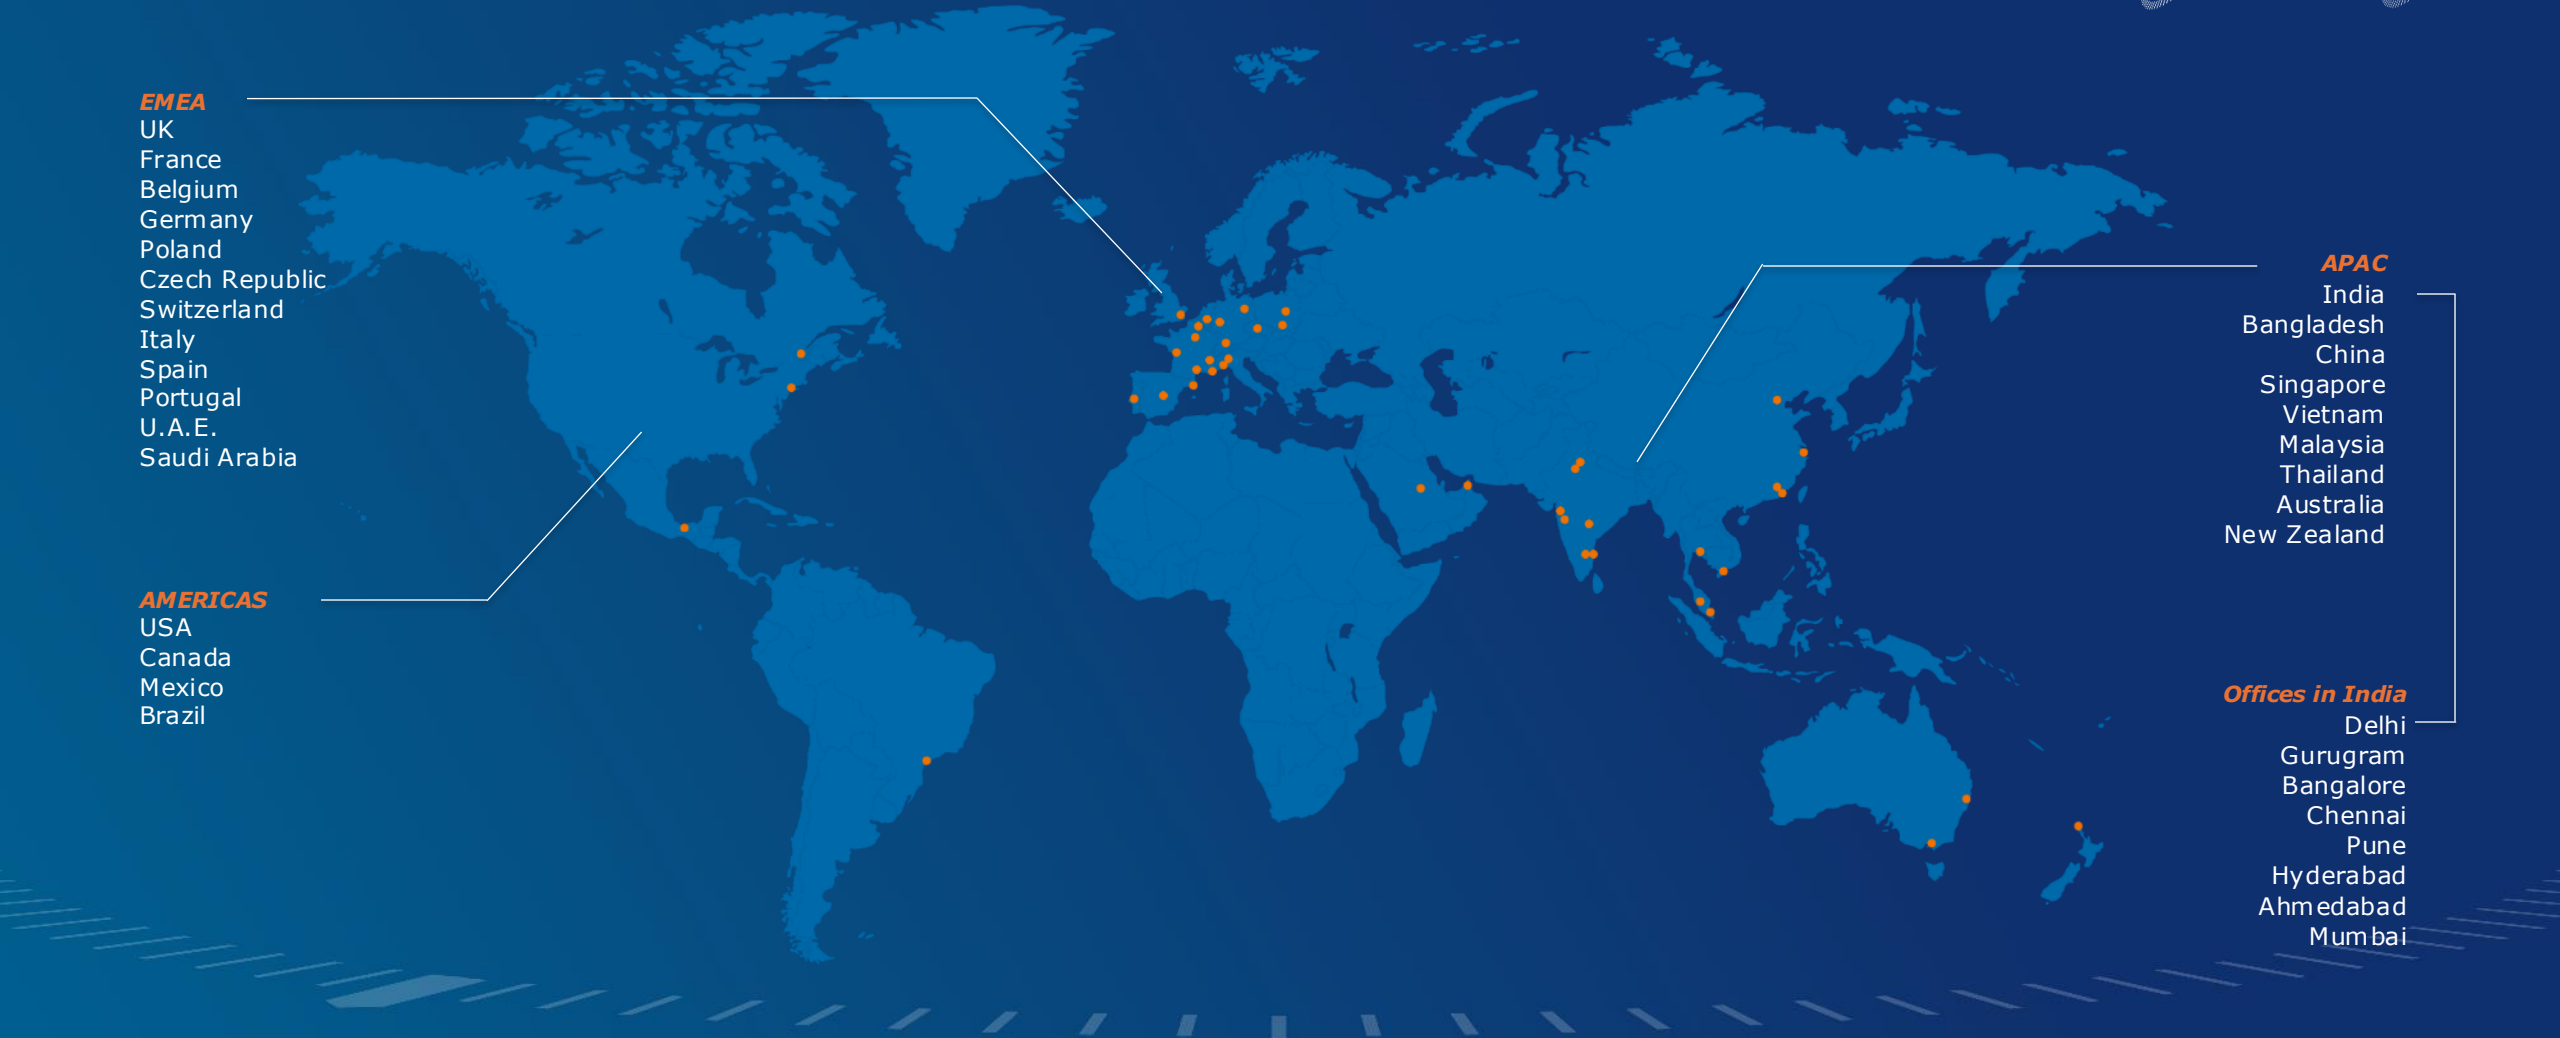 EMEA
UK
France
Belgium
Germany
Poland
Czech Republic
Switzerland
Italy
Spain
Portugal
U.A.E.
Saudi Arabia
AMERICAS
USA
Canada
Mexico
Brazil
APAC
India
Bangladesh
China
Singapore
Vietnam
Malaysia
Thailand
Australia
New Zealand
Offices in India
Delhi
Gurugram
Bangalore
Chennai
Pune
Hyderabad
Ahmedabad
Mumbai